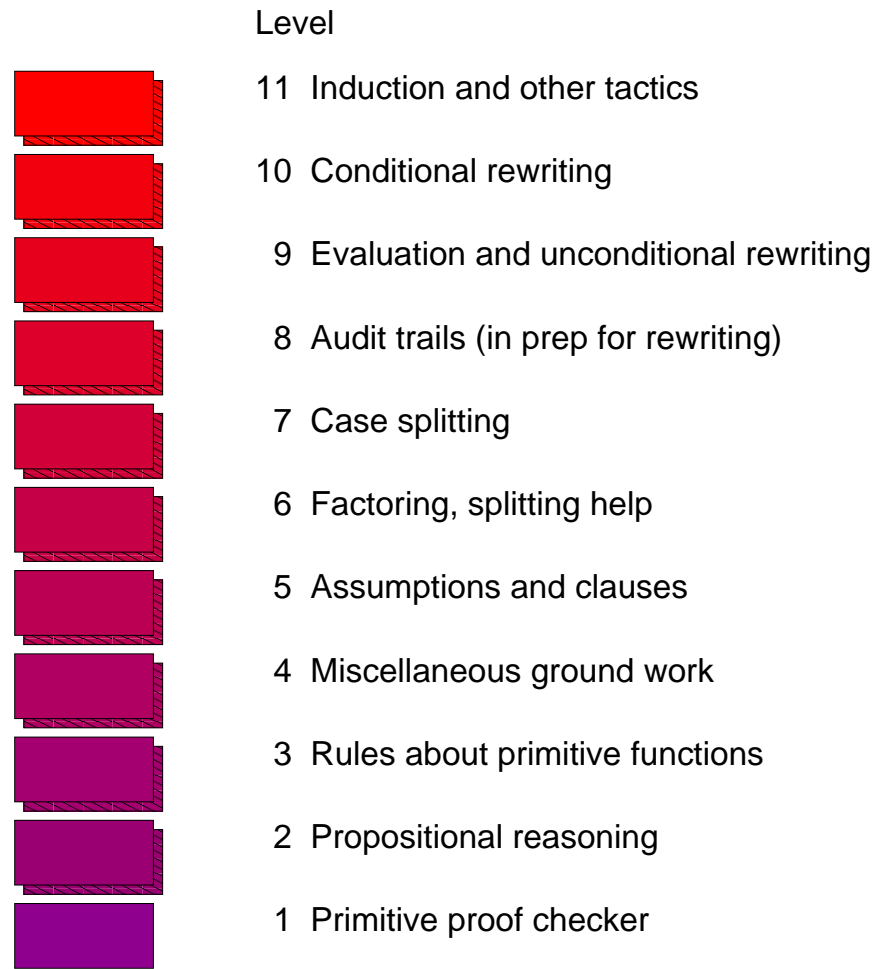 Level
11 Induction and other tactics
10 Conditional rewriting
9 Evaluation and unconditional rewriting
8 Audit trails (in prep for rewriting)
7 Case splitting
6 Factoring, splitting help
5 Assumptions and clauses
4 Miscellaneous ground work
3 Rules about primitive functions
2 Propositional reasoning
1 Primitive proof checker